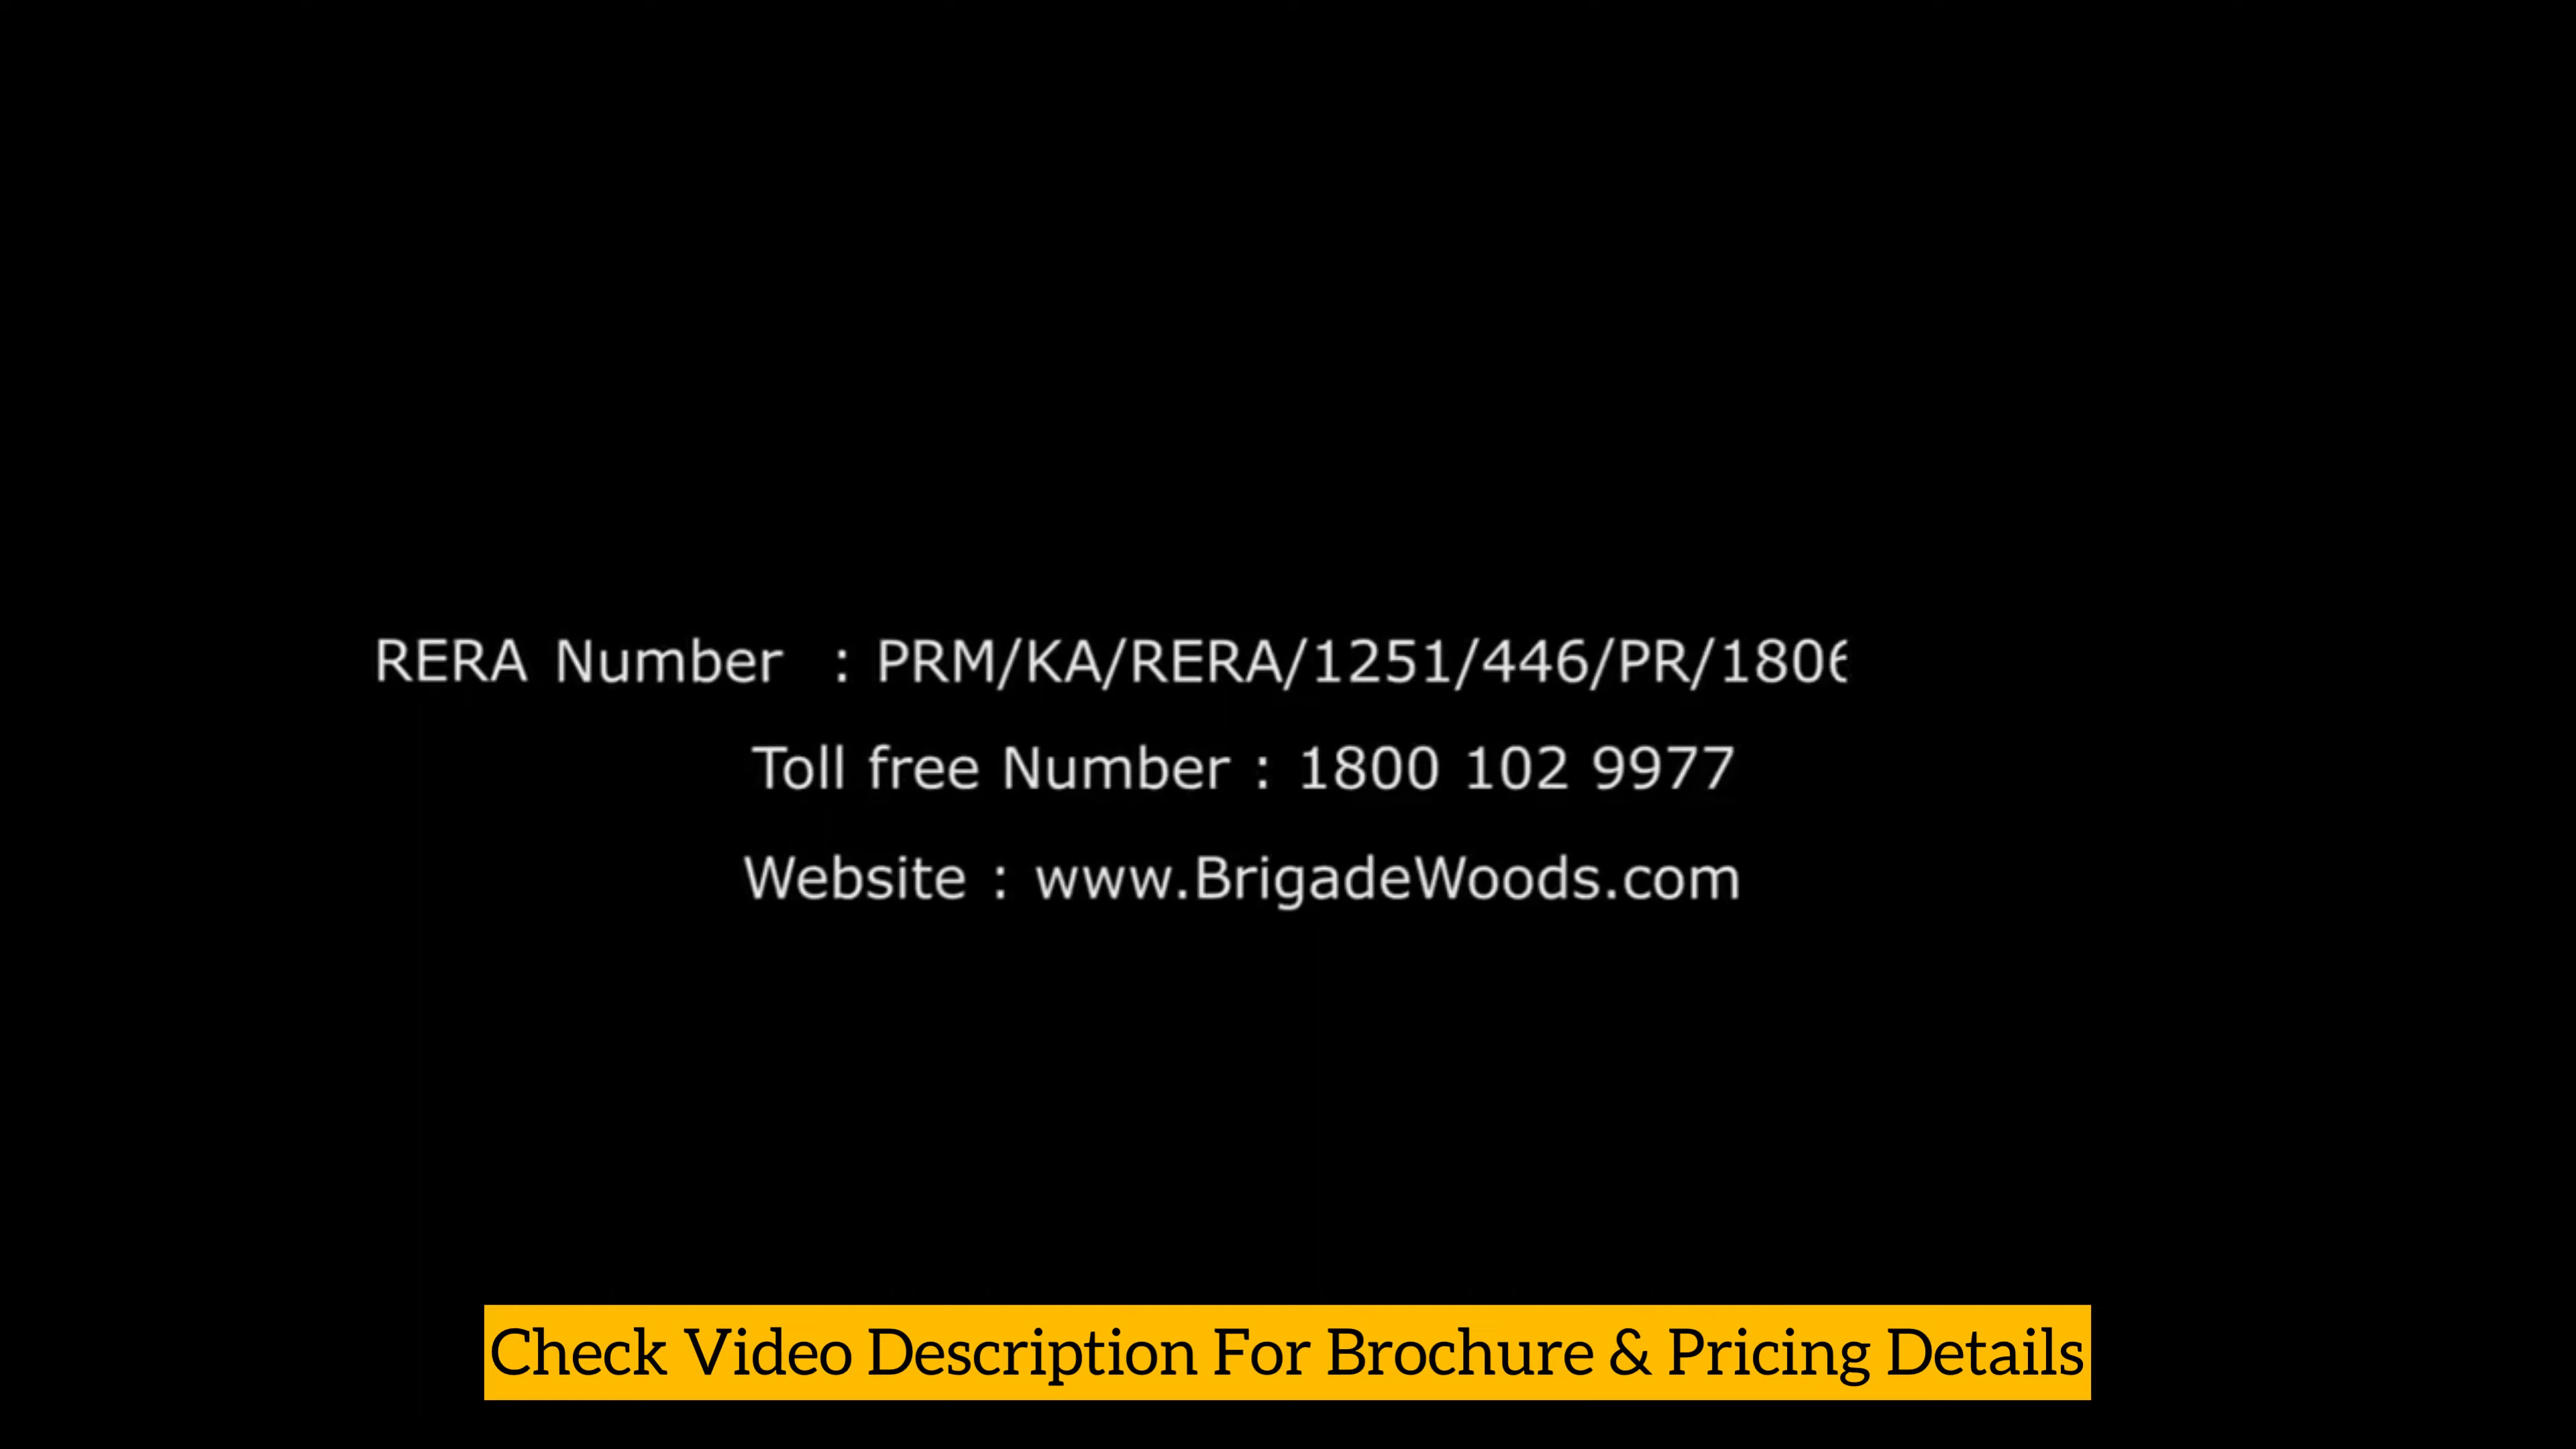 RERA Number : PRM/KA/RERA/1251/446/PR/180
Toll free Number : 1800 102 9977
Website : www.BrigadeWoods.com
Check Video Description For Brochure & Pricing Details